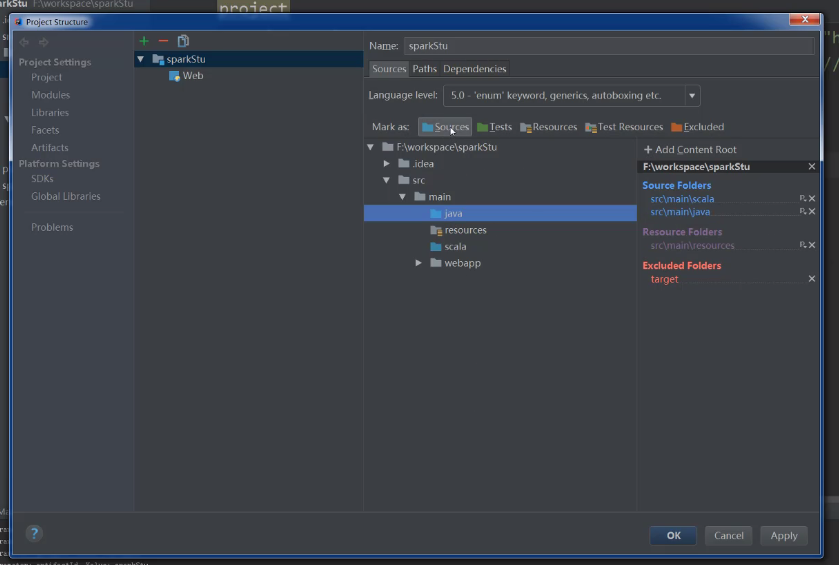 rkStu F:\workspace\sparkStu
project
Project Structure
Project Settings
Project
Modules
Libraries
Facets
Artifacts
Platform Settings
SDKs
Global Libraries
Problems
sparkStu
Web
Name: sparkStu
Sources Paths Dependencies
Language level: 5.0 - 'enum' keyword, generics, autoboxing etc.
Mark as: Sources Tests Resources Test Resources Excluded
F:\workspace\sparkStu
.idea
src
main
java
resources
scala
webapp
+ Add Content Root
F:\workspace\sparkStu
Source Folders
src\main\scala
src\main\java
Resource Folders
src\main\resources
Excluded Folders
target
?
OK Cancel Apply